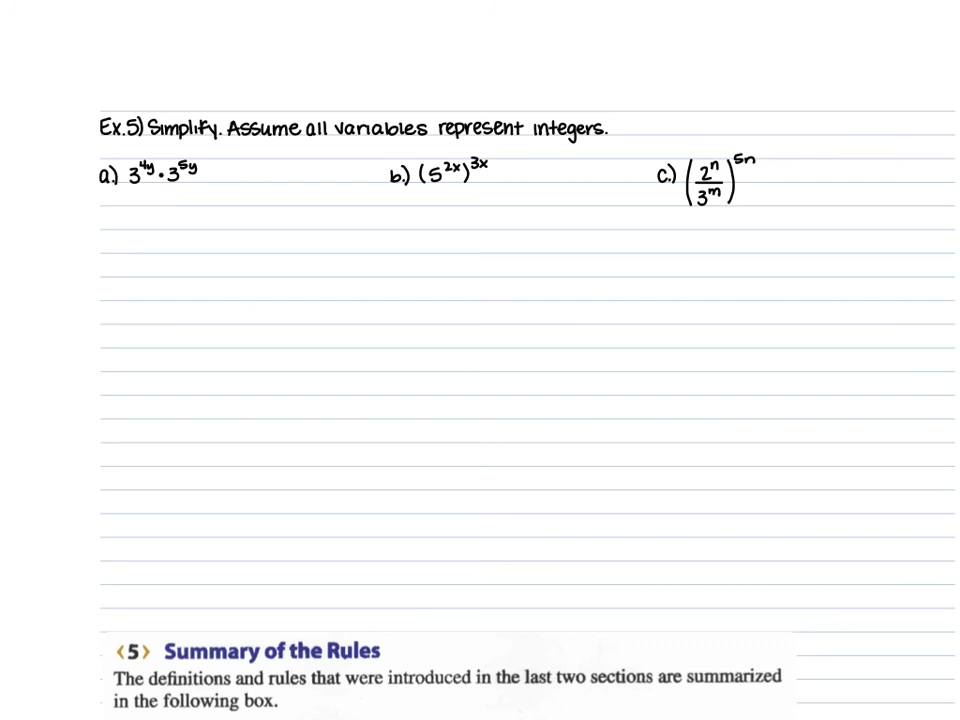 Ex.5) Simplify. Assume all variables represent integers.
a.) 3^{4y} · 3^{5y} b.) (5^{2x})^{3x} c.) (2^n / 3^m)^{5n}
‹5› Summary of the Rules
The definitions and rules that were introduced in the last two sections are summarized
in the following box.